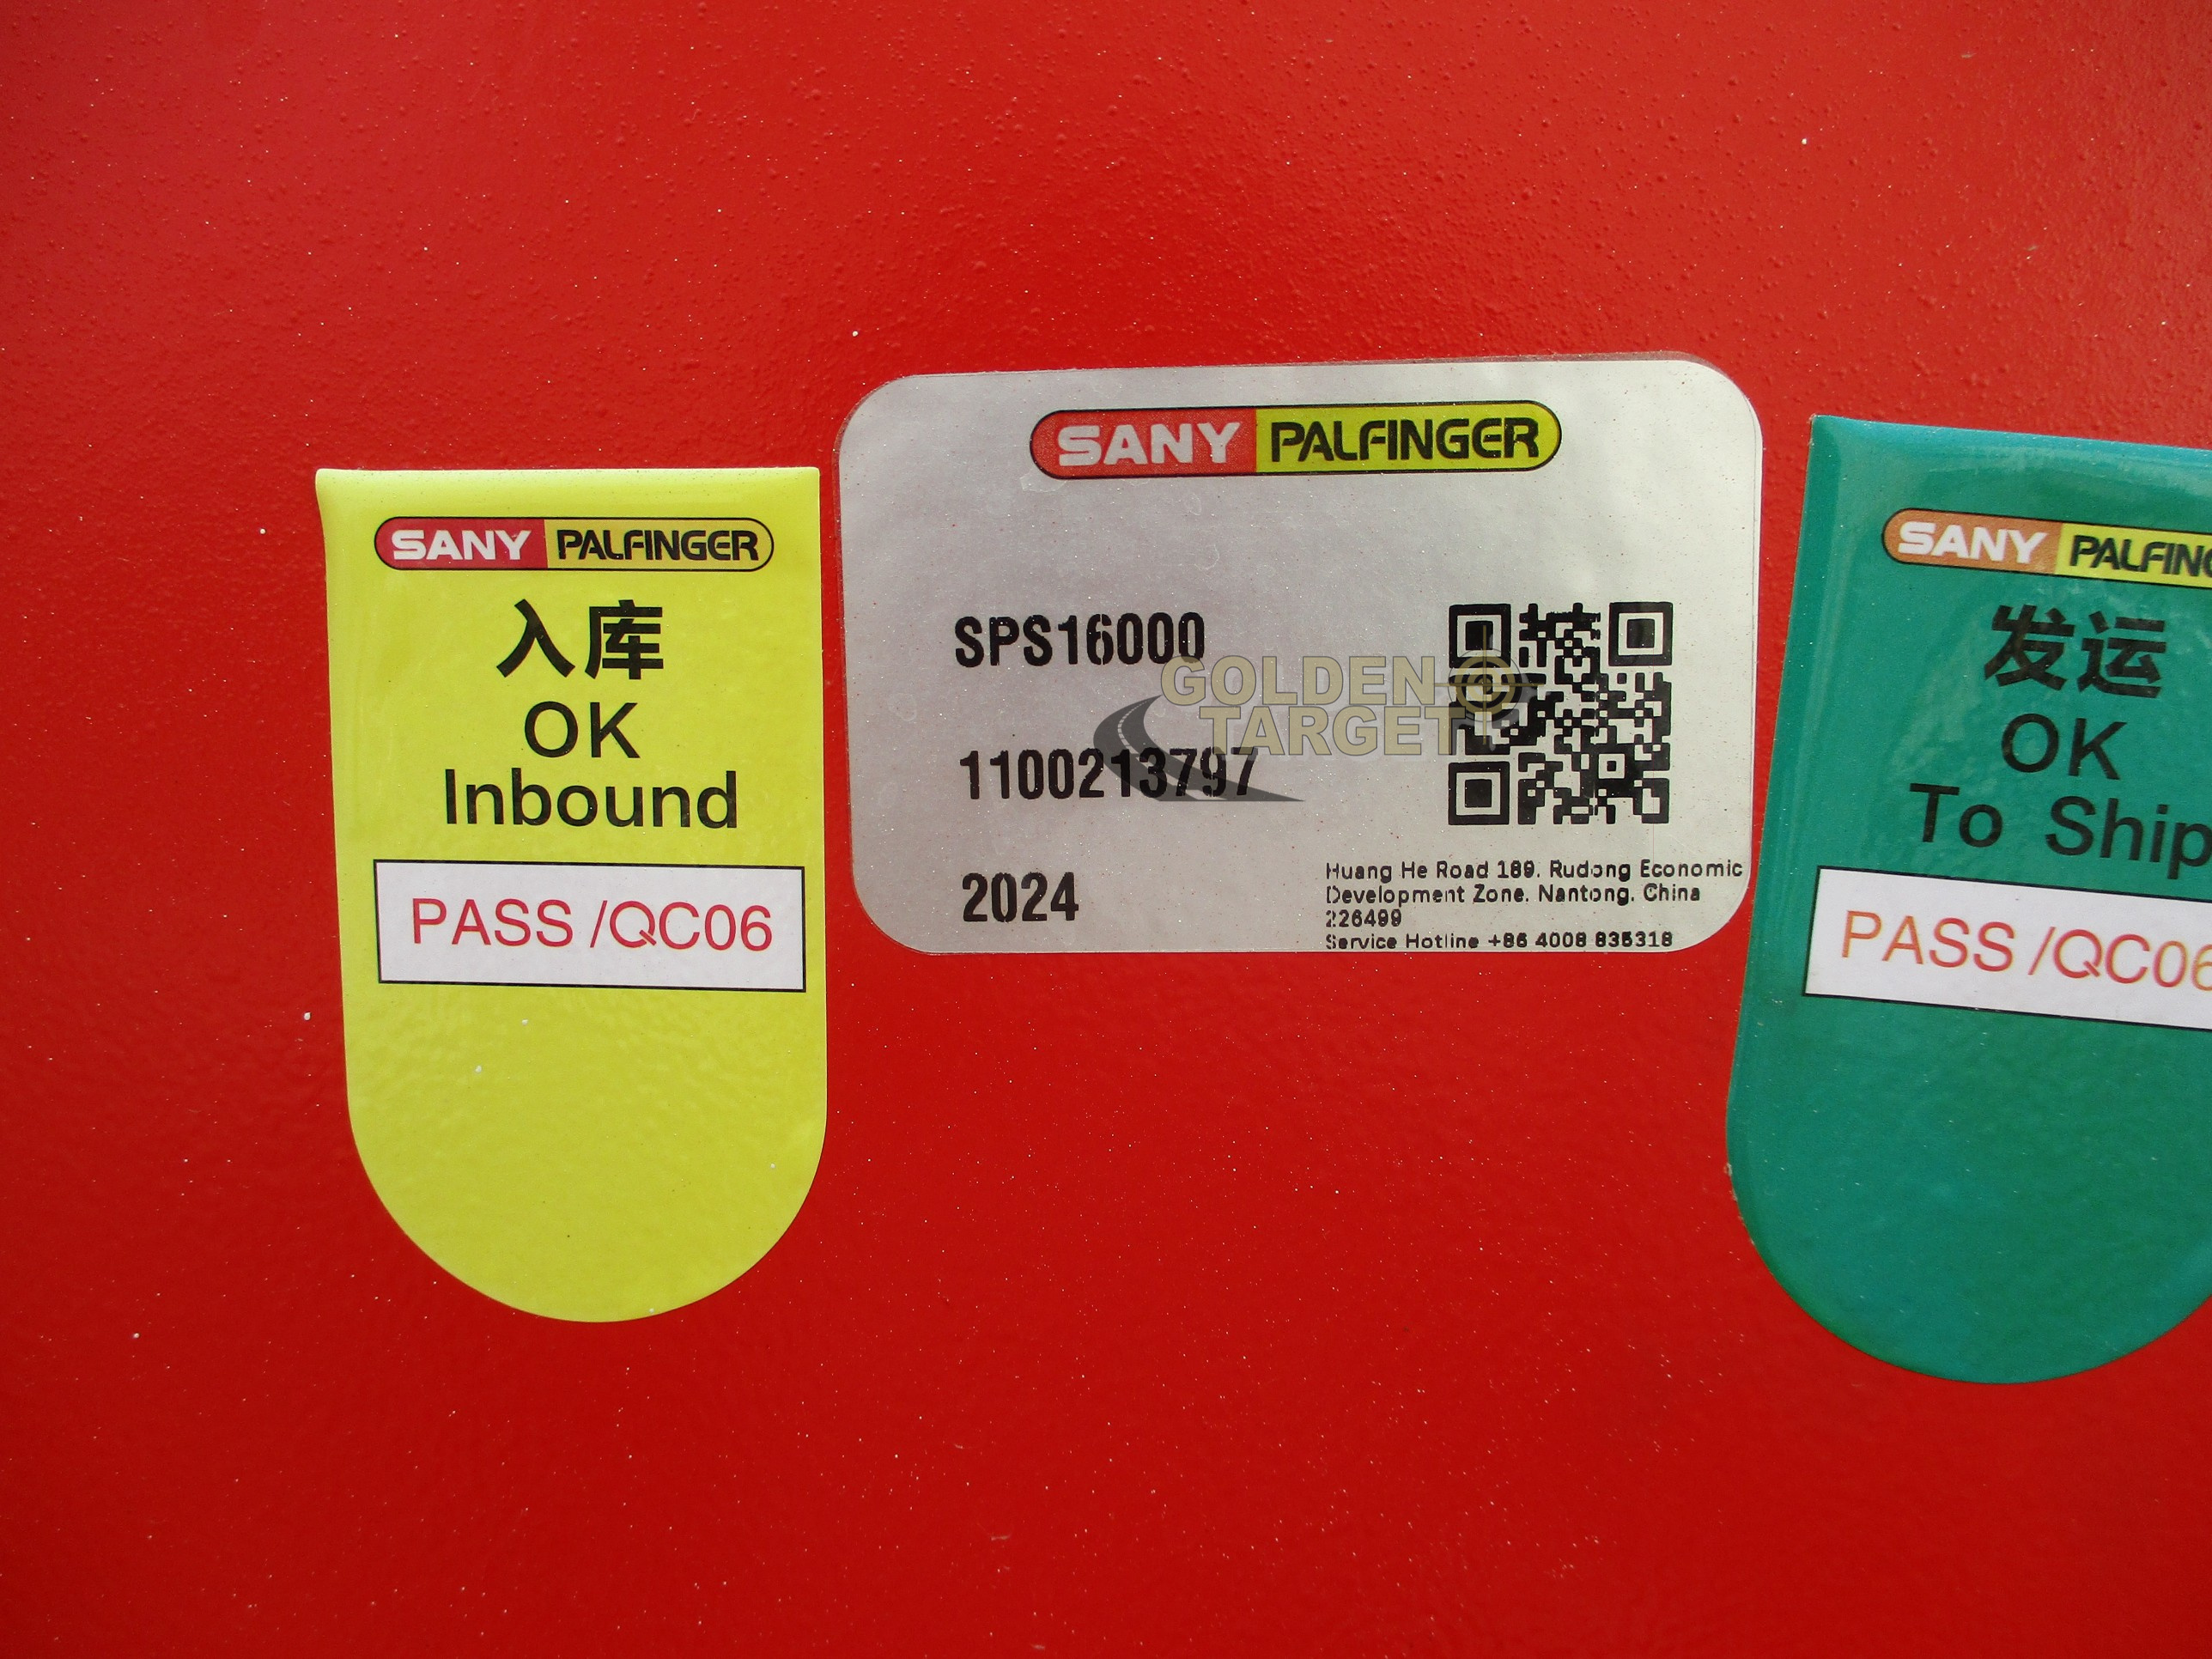 SANY PALFINGER
入库
OK
Inbound
PASS /QC06
SANY PALFINGER
SPS16000
1100213797
2024
Huang He Road 189. Rudong Economic
Development Zone. Nantong. China
226499
Service Hotline +86 4008 835318
GOLDEN
TARGET
SANY PALFING
发运
OK
To Ship
PASS /QC06